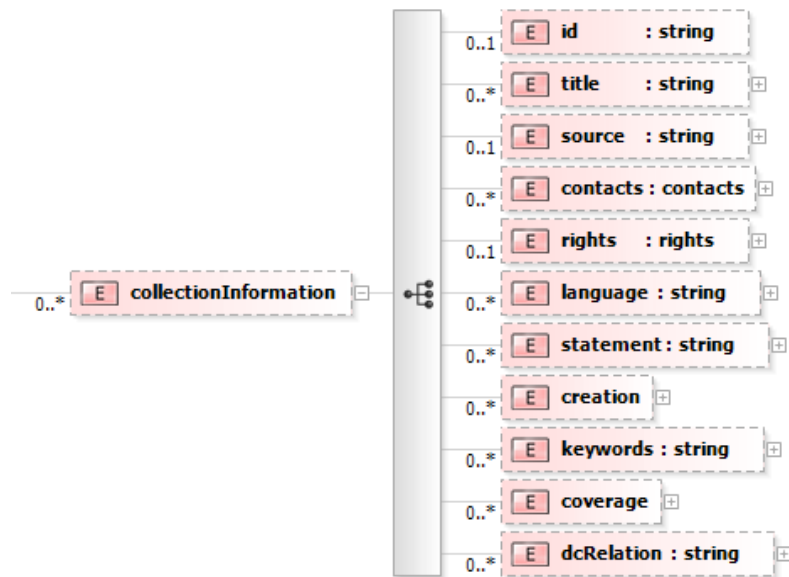 0..1 E id : string
0..* E title : string
0..1 E source : string
0..* E contacts : contacts
0..1 E rights : rights
0..* E collectionInformation
0..* E language : string
0..* E statement : string
0..* E creation
0..* E keywords : string
0..* E coverage
0..* E dcRelation : string